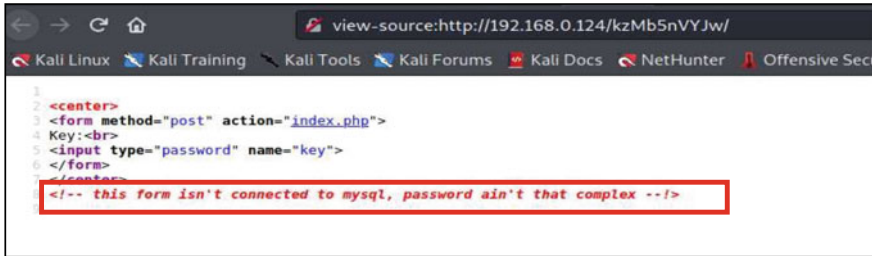 view-source:http://192.168.0.124/kzMb5nVYJw/
Kali Linux Kali Training Kali Tools Kali Forums Kali Docs NetHunter Offensive Sec
1
2 <center>
3 <form method="post" action="index.php">
4 Key:<br>
5 <input type="password" name="key">
6 </form>
7 </center>
8 <!-- this form isn't connected to mysql, password ain't that complex --!>
9